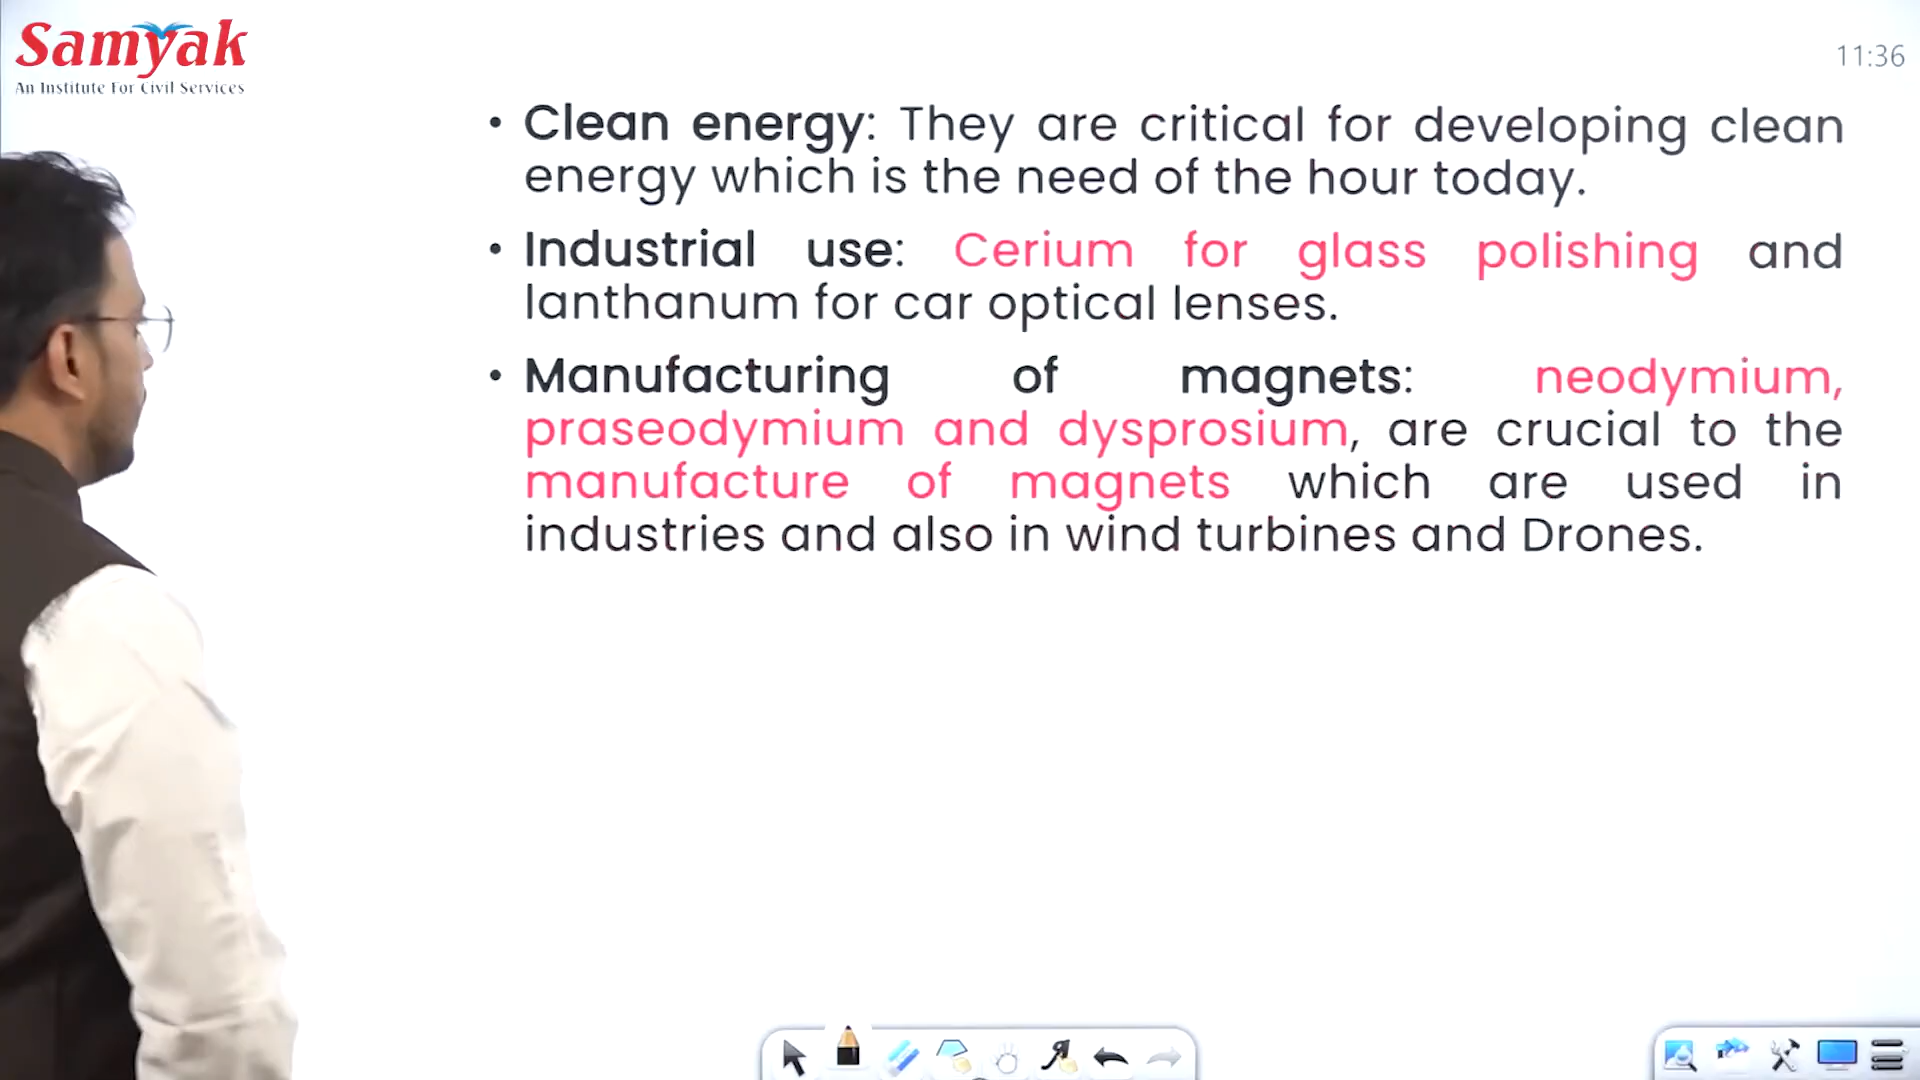 Samyak
An Institute For Civil Services
11:36
• Clean energy: They are critical for developing clean
energy which is the need of the hour today.
• Industrial use: Cerium for glass polishing and
lanthanum for car optical lenses.
• Manufacturing of magnets: neodymium,
praseodymium and dysprosium, are crucial to the
manufacture of magnets which are used in
industries and also in wind turbines and Drones.